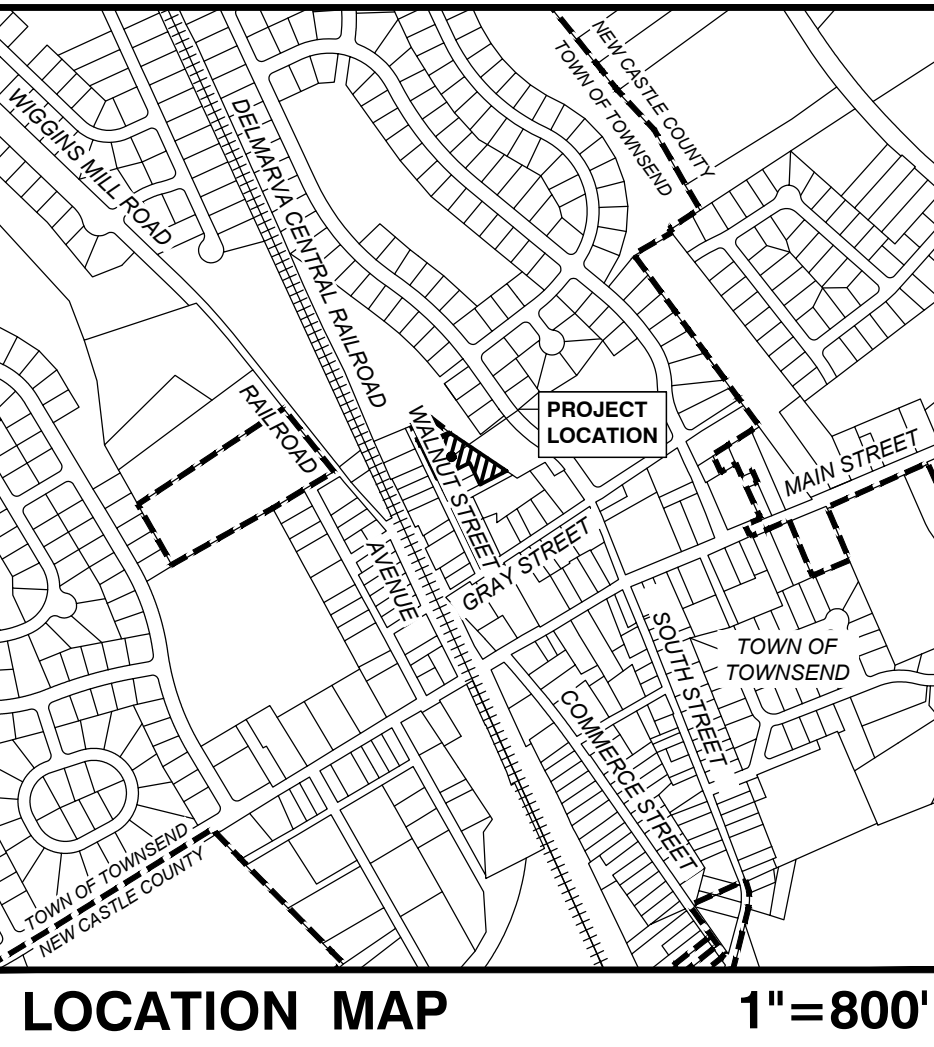 NEW CASTLE COUNTY
TOWN OF TOWNSEND
WIGGINS MILL ROAD
DELMARVA CENTRAL RAILROAD
RAILROAD
AVENUE
WALNUT STREET
PROJECT
LOCATION
MAIN STREET
GRAY STREET
SOUTH STREET
TOWN OF
TOWNSEND
COMMERCE STREET
TOWN OF TOWNSEND
NEW CASTLE COUNTY
LOCATION MAP
1"=800'